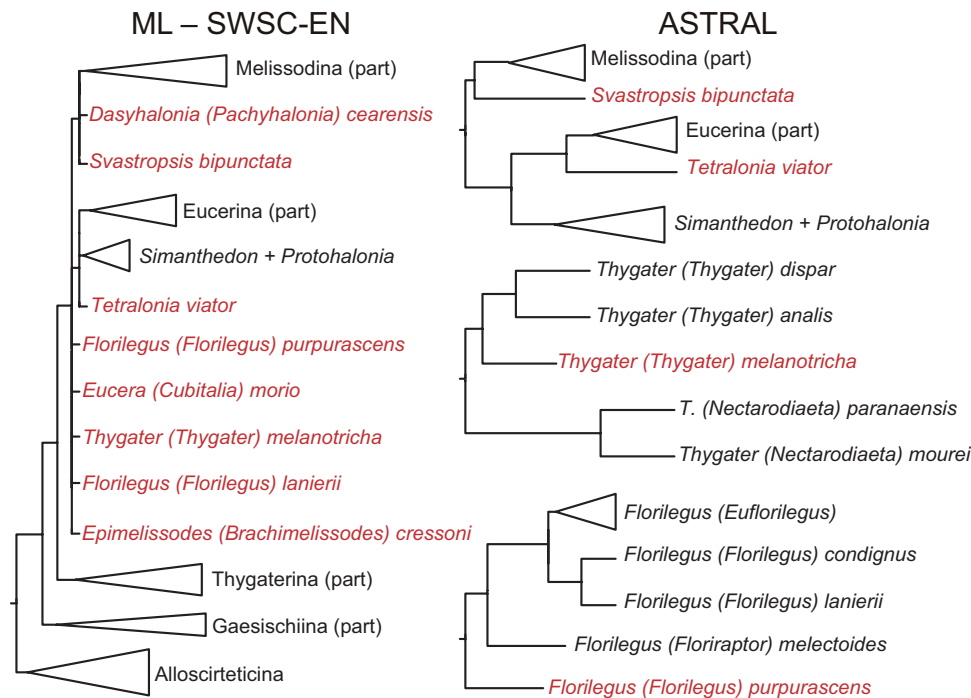 ML – SWSC-EN
Melissodina (part)
Dasyhalonia (Pachyhalonia) cearensis
Svastropsis bipunctata
Eucerina (part)
Simanthedon + Protohalonia
Tetralonia viator
Florilegus (Florilegus) purpurascens
Eucera (Cubitalia) morio
Thygater (Thygater) melanotricha
Florilegus (Florilegus) lanierii
Epimelissodes (Brachimelissodes) cressoni
Thygaterina (part)
Gaesischiina (part)
Alloscirteticina
ASTRAL
Melissodina (part)
Svastropsis bipunctata
Eucerina (part)
Tetralonia viator
Simanthedon + Protohalonia
Thygater (Thygater) dispar
Thygater (Thygater) analis
Thygater (Thygater) melanotricha
T. (Nectarodiaeta) paranaensis
Thygater (Nectarodiaeta) mourei
Florilegus (Euflorilegus)
Florilegus (Florilegus) condignus
Florilegus (Florilegus) lanierii
Florilegus (Floriraptor) melectoides
Florilegus (Florilegus) purpurascens